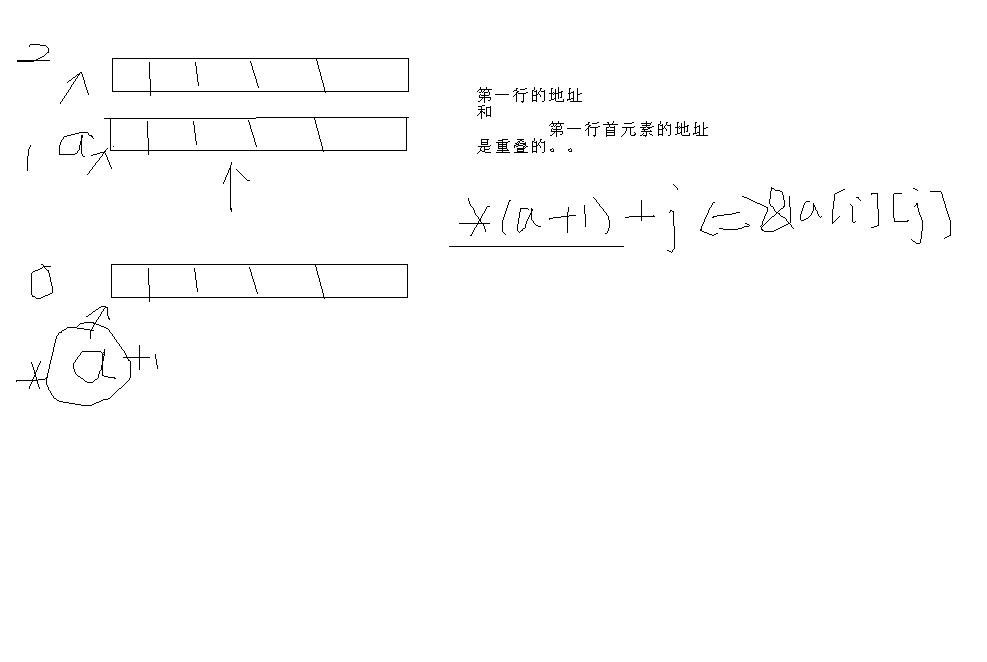 2
第一行的地址
和
第一行首元素的地址
1 a
是重叠的。。
*(a+1)+j<=>&a[i][j]
0
*a+1